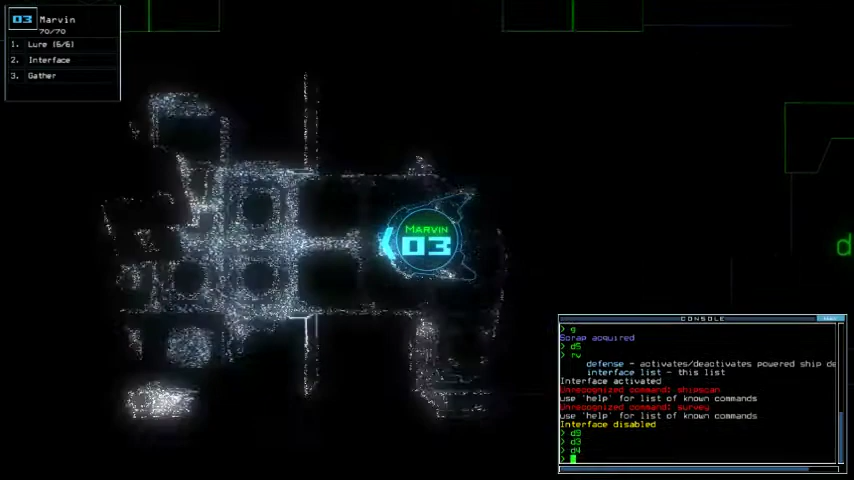 03 Marvin
70/70
1. Lure (6/6)
2. Interface
3. Gather
MARVIN
03
d
CONSOLE
> g
Scrap acquired
> d5
> rw
defense - activates/deactivates powered ship de
interface list - this list
Interface activated
Unrecognized command: shipscan
use 'help' for list of known commands
Unrecognized command: survey
use 'help' for list of known commands
Interface disabled
> d9
> d3
> d4
>